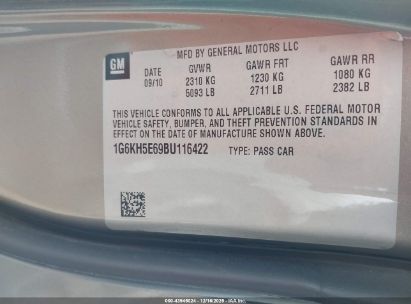 GM
MFD BY GENERAL MOTORS LLC
DATE GVWR GAWR FRT GAWR RR
09/10 2310 KG 1230 KG 1080 KG
5093 LB 2711 LB 2382 LB
THIS VEHICLE CONFORMS TO ALL APPLICABLE U.S. FEDERAL MOTOR
VEHICLE SAFETY, BUMPER, AND THEFT PREVENTION STANDARDS IN
EFFECT ON THE DATE OF MANUFACTURE SHOWN ABOVE.
1G6KH5E69BU116422 TYPE: PASS CAR